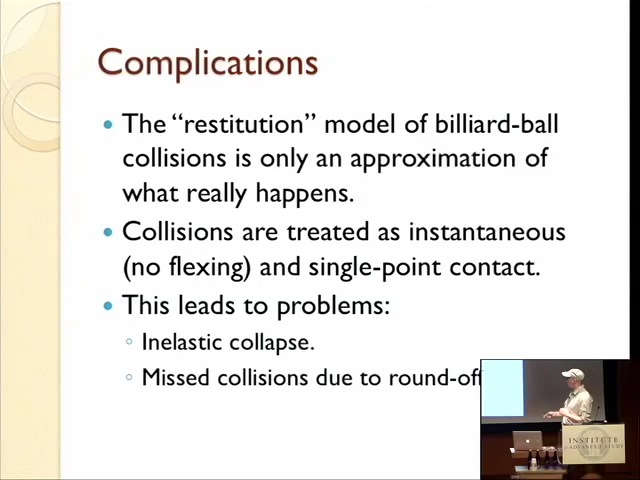 Complications
• The “restitution” model of billiard-ball
collisions is only an approximation of
what really happens.
• Collisions are treated as instantaneous
(no flexing) and single-point contact.
• This leads to problems:
◦ Inelastic collapse.
◦ Missed collisions due to round-off
INSTITUTE
for ADVANCED STUDY